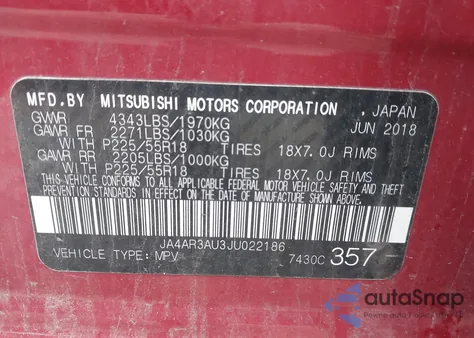 MFD.BY MITSUBISHI MOTORS CORPORATION , JAPAN
GVWR 4343LBS/1970KG JUN 2018
GAWR FR 2271LBS/1030KG
WITH P225/55R18 TIRES 18X7.0J RIMS
GAWR RR 2205LBS/1000KG
WITH P225/55R18 TIRES 18X7.0J RIMS
THIS VEHICLE CONFORMS TO ALL APPLICABLE FEDERAL MOTOR VEHICLE SAFETY AND THEFT
PREVENTION STANDARDS IN EFFECT ON THE DATE OF MANUFACTURE SHOWN ABOVE.
JA4AR3AU3JU022186
VEHICLE TYPE: MPV 7430C 357
autoSnap